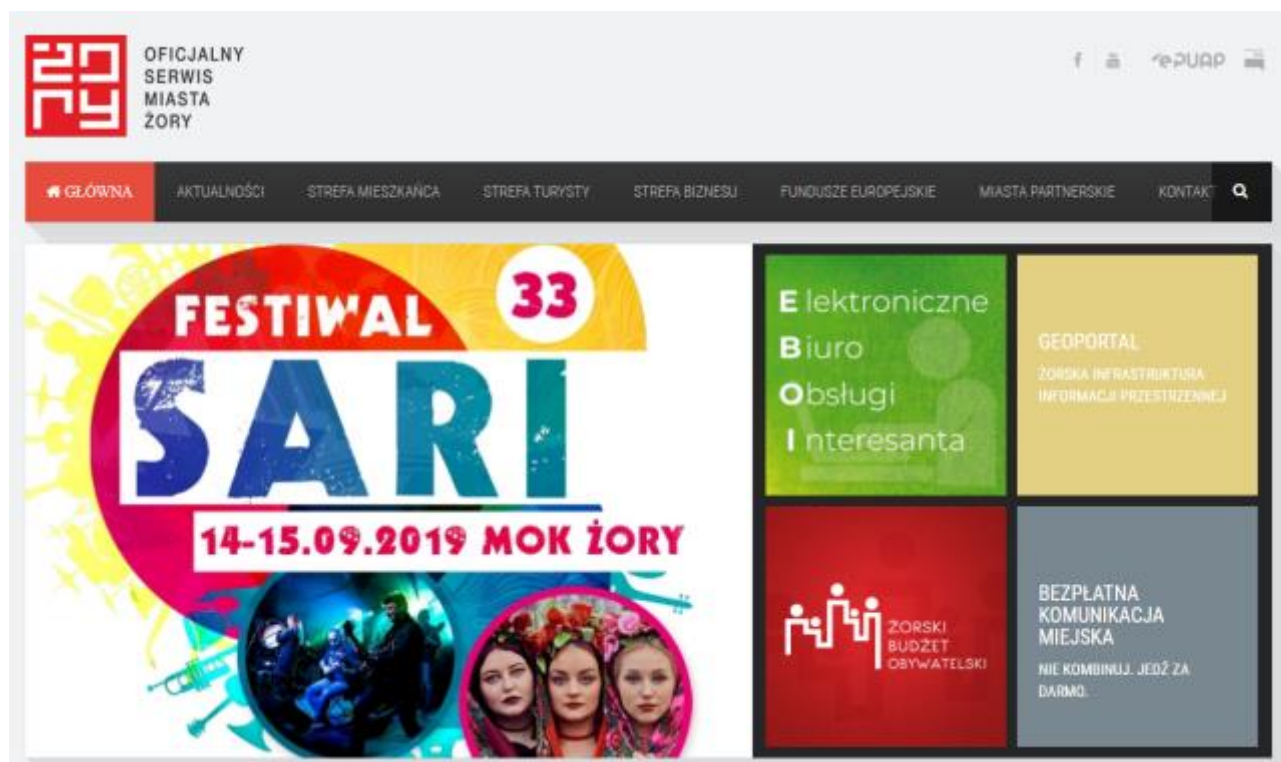 żory
OFICJALNY
SERWIS
MIASTA
ŻORY
f
ePUAP
GŁÓWNA
AKTUALNOŚCI
STREFA MIESZKAŃCA
STREFA TURYSTY
STREFA BIZNESU
FUNDUSZE EUROPEJSKIE
MIASTA PARTNERSKIE
KONTAKT
FESTIWAL 33
SARI
14-15.09.2019 MOK ŻORY
Elektroniczne
Biuro
Obsługi
Interesanta
GEOPORTAL
ŻORSKA INFRASTRUKTURA
INFORMACJI PRZESTRZENNEJ
ŻORSKI
BUDŻET
OBYWATELSKI
BEZPŁATNA
KOMUNIKACJA
MIEJSKA
NIE KOMBINUJ. JEDŹ ZA
DARMO.